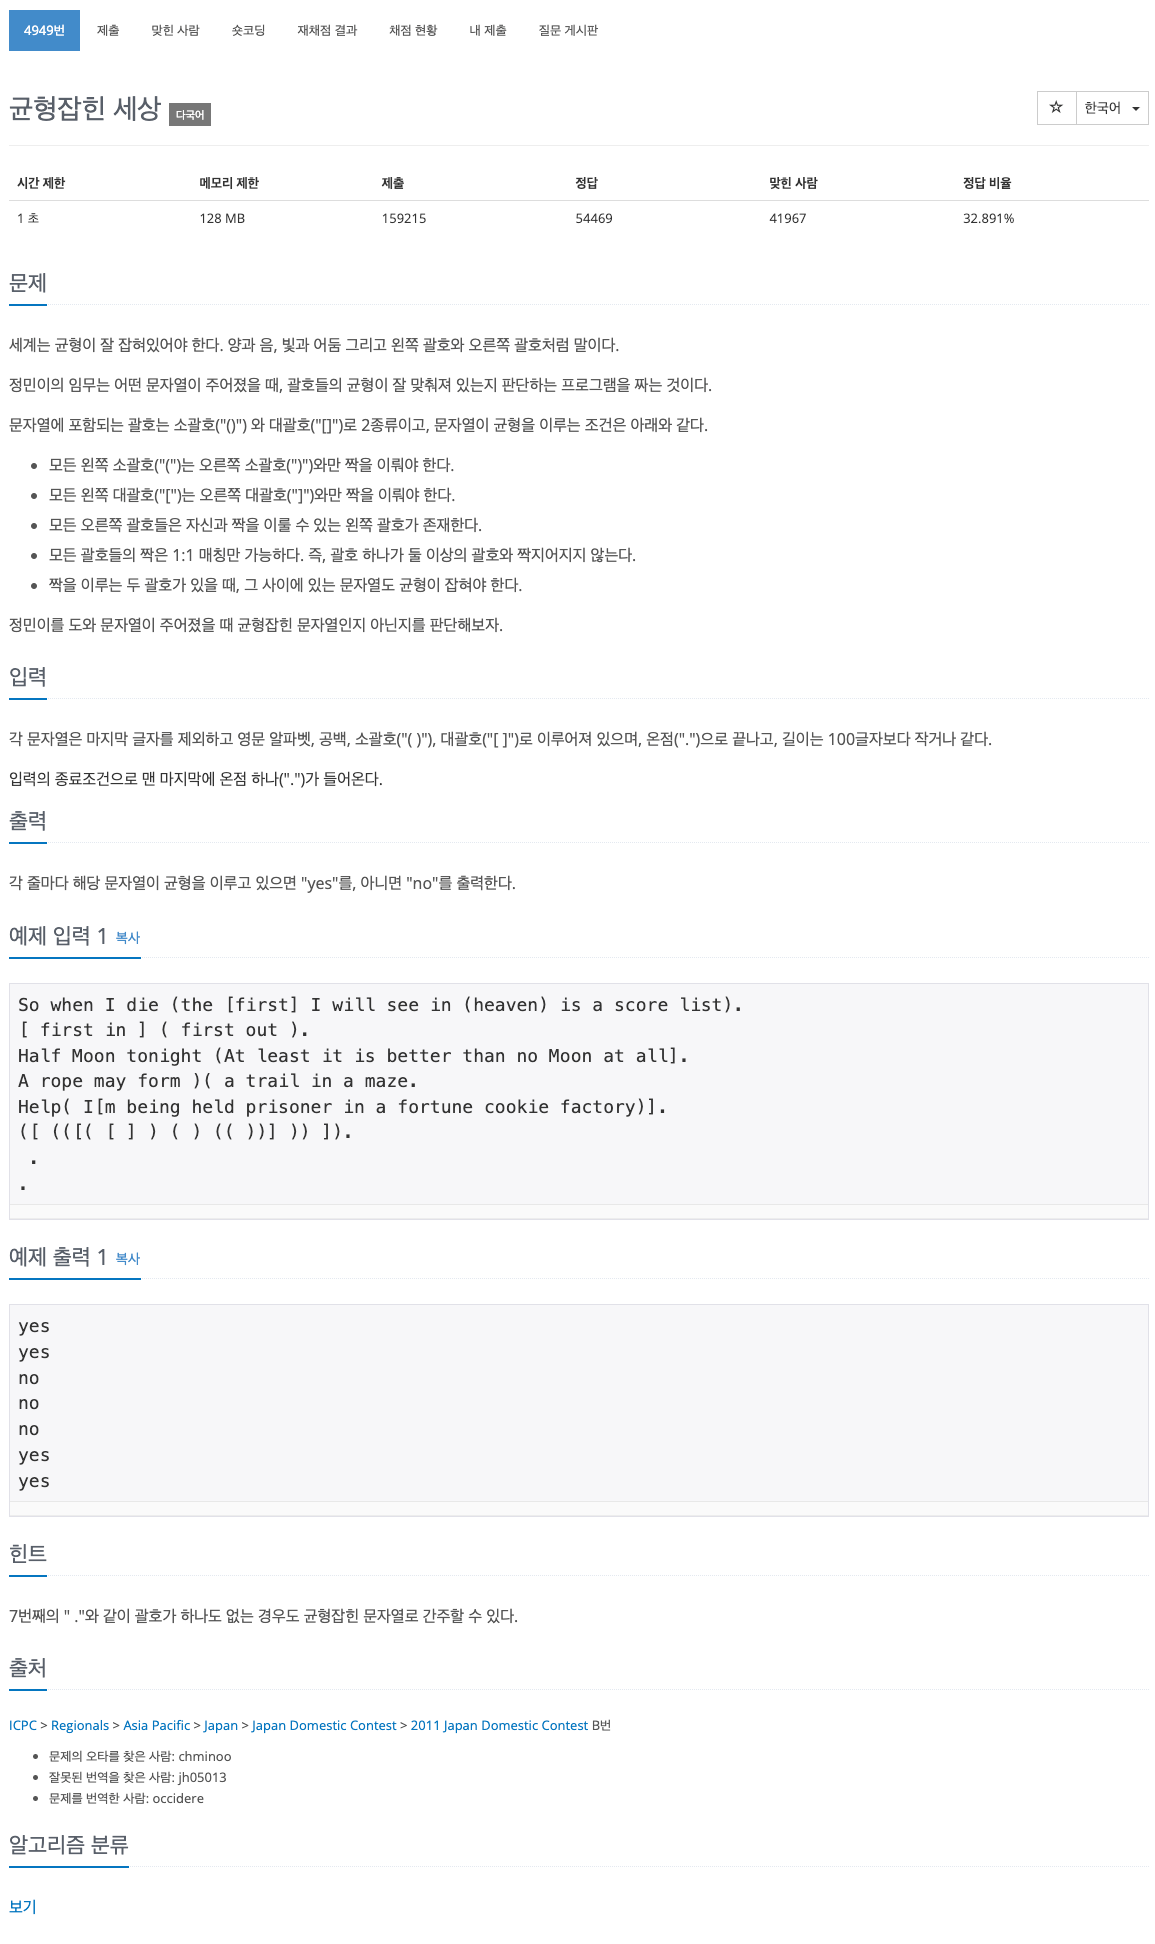 4949번 제출 맞힌 사람 숏코딩 재채점 결과 채점 현황 내 제출 질문 게시판
균형잡힌 세상 다국어 ☆ 한국어
시간 제한 메모리 제한 제출 정답 맞힌 사람 정답 비율
1 초 128 MB 159215 54469 41967 32.891%
문제
세계는 균형이 잘 잡혀있어야 한다. 양과 음, 빛과 어둠 그리고 왼쪽 괄호와 오른쪽 괄호처럼 말이다.
정민이의 임무는 어떤 문자열이 주어졌을 때, 괄호들의 균형이 잘 맞춰져 있는지 판단하는 프로그램을 짜는 것이다.
문자열에 포함되는 괄호는 소괄호("()") 와 대괄호("[]")로 2종류이고, 문자열이 균형을 이루는 조건은 아래와 같다.
• 모든 왼쪽 소괄호("(")는 오른쪽 소괄호(")")와만 짝을 이뤄야 한다.
• 모든 왼쪽 대괄호("[")는 오른쪽 대괄호("]")와만 짝을 이뤄야 한다.
• 모든 오른쪽 괄호들은 자신과 짝을 이룰 수 있는 왼쪽 괄호가 존재한다.
• 모든 괄호들의 짝은 1:1 매칭만 가능하다. 즉, 괄호 하나가 둘 이상의 괄호와 짝지어지지 않는다.
• 짝을 이루는 두 괄호가 있을 때, 그 사이에 있는 문자열도 균형이 잡혀야 한다.
정민이를 도와 문자열이 주어졌을 때 균형잡힌 문자열인지 아닌지를 판단해보자.
입력
각 문자열은 마지막 글자를 제외하고 영문 알파벳, 공백, 소괄호("( )"), 대괄호("[ ]")로 이루어져 있으며, 온점(".")으로 끝나고, 길이는 100글자보다 작거나 같다.
입력의 종료조건으로 맨 마지막에 온점 하나(".")가 들어온다.
출력
각 줄마다 해당 문자열이 균형을 이루고 있으면 "yes"를, 아니면 "no"를 출력한다.
예제 입력 1 복사
So when I die (the [first] I will see in (heaven) is a score list).
[ first in ] ( first out ).
Half Moon tonight (At least it is better than no Moon at all].
A rope may form )( a trail in a maze.
Help( I[m being held prisoner in a fortune cookie factory)].
([ (([( [ ] ) ( ) (( ))] )) ]).
 .
.
예제 출력 1 복사
yes
yes
no
no
no
yes
yes
힌트
7번째의 " ."와 같이 괄호가 하나도 없는 경우도 균형잡힌 문자열로 간주할 수 있다.
출처
ICPC > Regionals > Asia Pacific > Japan > Japan Domestic Contest > 2011 Japan Domestic Contest B번
• 문제의 오타를 찾은 사람: chminoo
• 잘못된 번역을 찾은 사람: jh05013
• 문제를 번역한 사람: occidere
알고리즘 분류
보기